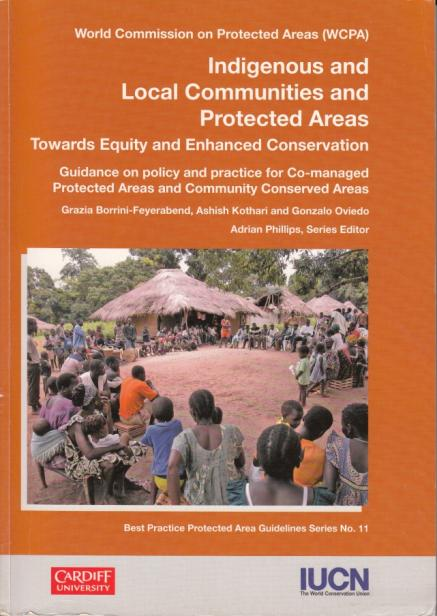 World Commission on Protected Areas (WCPA)
Indigenous and
Local Communities and
Protected Areas
Towards Equity and Enhanced Conservation
Guidance on policy and practice for Co-managed
Protected Areas and Community Conserved Areas
Grazia Borrini-Feyerabend, Ashish Kothari and Gonzalo Oviedo
Adrian Phillips, Series Editor
Best Practice Protected Area Guidelines Series No. 11
CARDIFF
UNIVERSITY
IUCN
The World Conservation Union